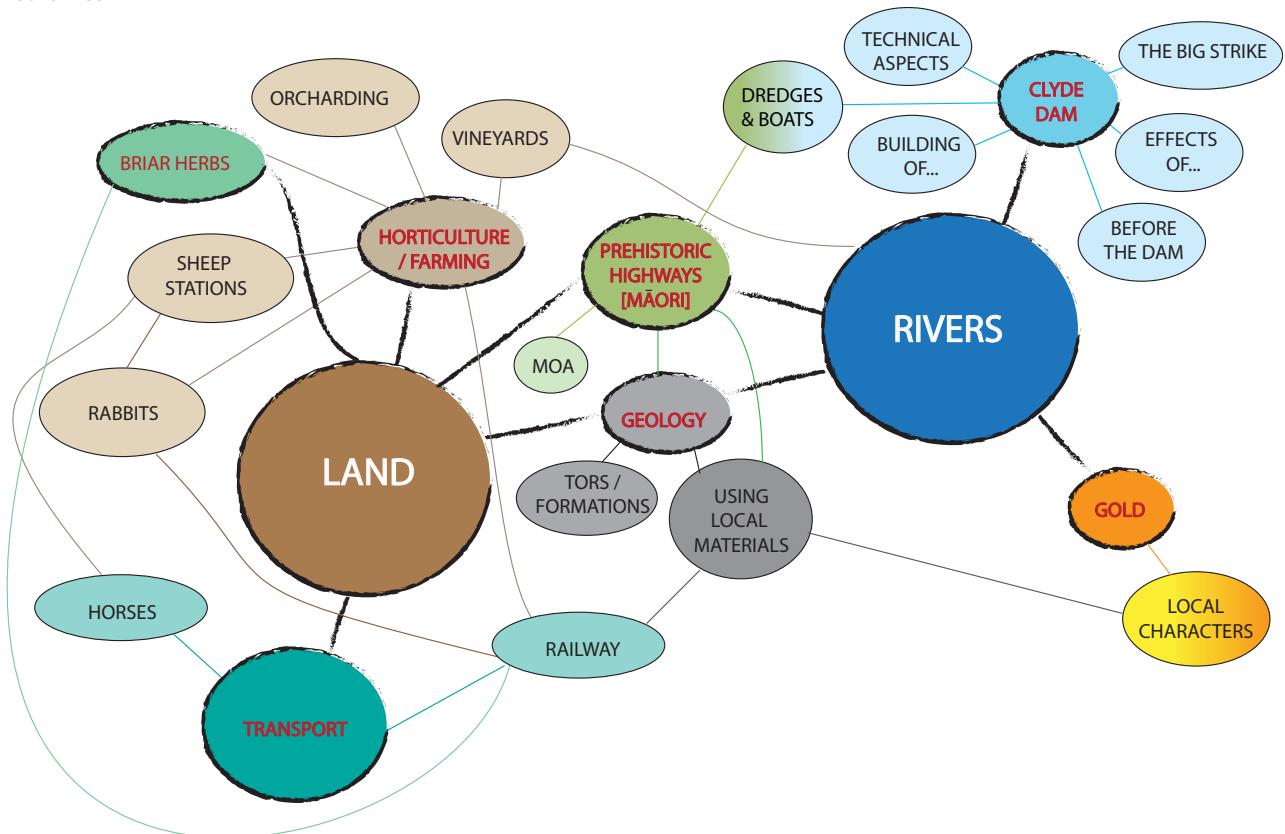 TECHNICAL
ASPECTS
THE BIG STRIKE
CLYDE
DAM
ORCHARDING
DREDGES
& BOATS
VINEYARDS
BUILDING
OF...
EFFECTS
OF...
BRIAR HERBS
HORTICULTURE
/ FARMING
PREHISTORIC
HIGHWAYS
[MĀORI]
BEFORE
THE DAM
SHEEP
STATIONS
RIVERS
MOA
RABBITS
GEOLOGY
LAND
TORS /
FORMATIONS
USING
LOCAL
MATERIALS
GOLD
HORSES
RAILWAY
LOCAL
CHARACTERS
TRANSPORT